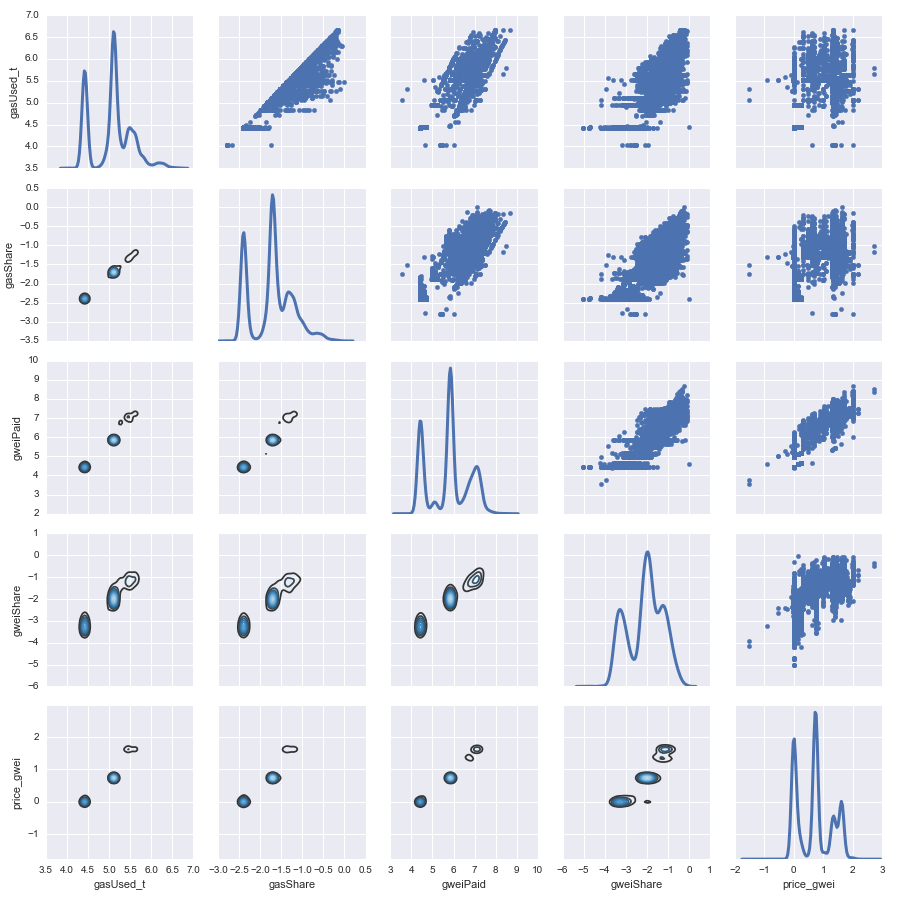 7.0
6.5
6.0
5.5
5.0
4.5
4.0
3.5
gasUsed_t
0.5
0.0
−0.5
−1.0
−1.5
−2.0
−2.5
−3.0
−3.5
gasShare
10
9
8
7
6
5
4
3
2
gweiPaid
1
0
−1
−2
−3
−4
−5
−6
gweiShare
2
1
0
−1
price_gwei
3.5 4.0 4.5 5.0 5.5 6.0 6.5 7.0
gasUsed_t
−3.0 −2.5 −2.0 −1.5 −1.0 −0.5 0.0 0.5
gasShare
3 4 5 6 7 8 9 10
gweiPaid
−6 −5 −4 −3 −2 −1 0 1
gweiShare
−2 −1 0 1 2 3
price_gwei